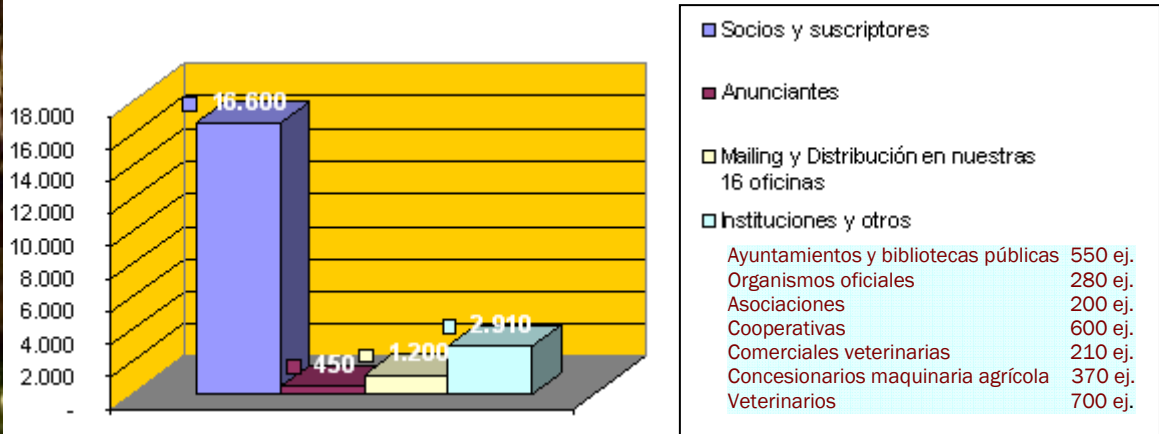 18.000
16.000
14.000
12.000
10.000
8.000
6.000
4.000
2.000
-
16.600
450
1.200
2.910
Socios y suscriptores
Anunciantes
Mailing y Distribución en nuestras
16 oficinas
Instituciones y otros
Ayuntamientos y bibliotecas públicas 550 ej.
Organismos oficiales 280 ej.
Asociaciones 200 ej.
Cooperativas 600 ej.
Comerciales veterinarias 210 ej.
Concesionarios maquinaria agrícola 370 ej.
Veterinarios 700 ej.